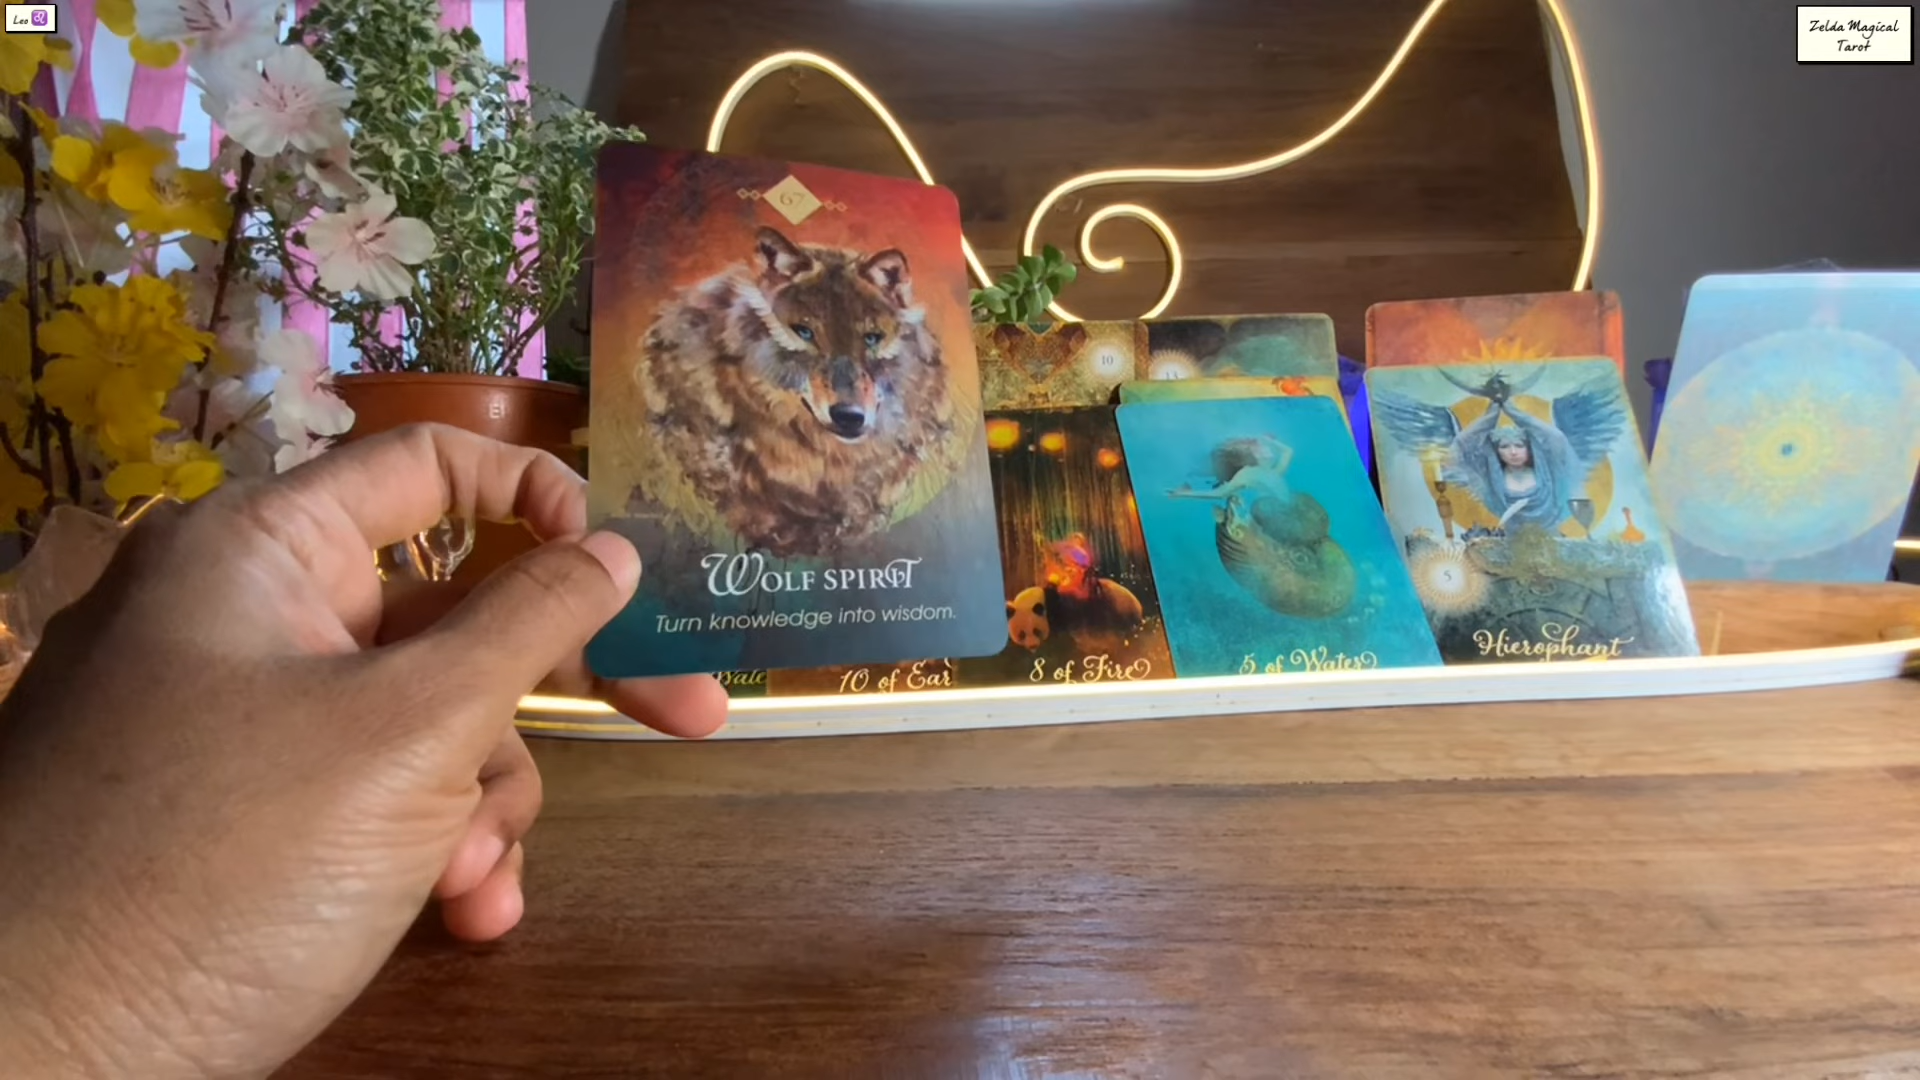 Leo ♌
Zelda Magical
Tarot
67
WOLF SPIRIT
Turn knowledge into wisdom.
10
13
5
10 of Ear
8 of Fire
5 of Water
Hierophant